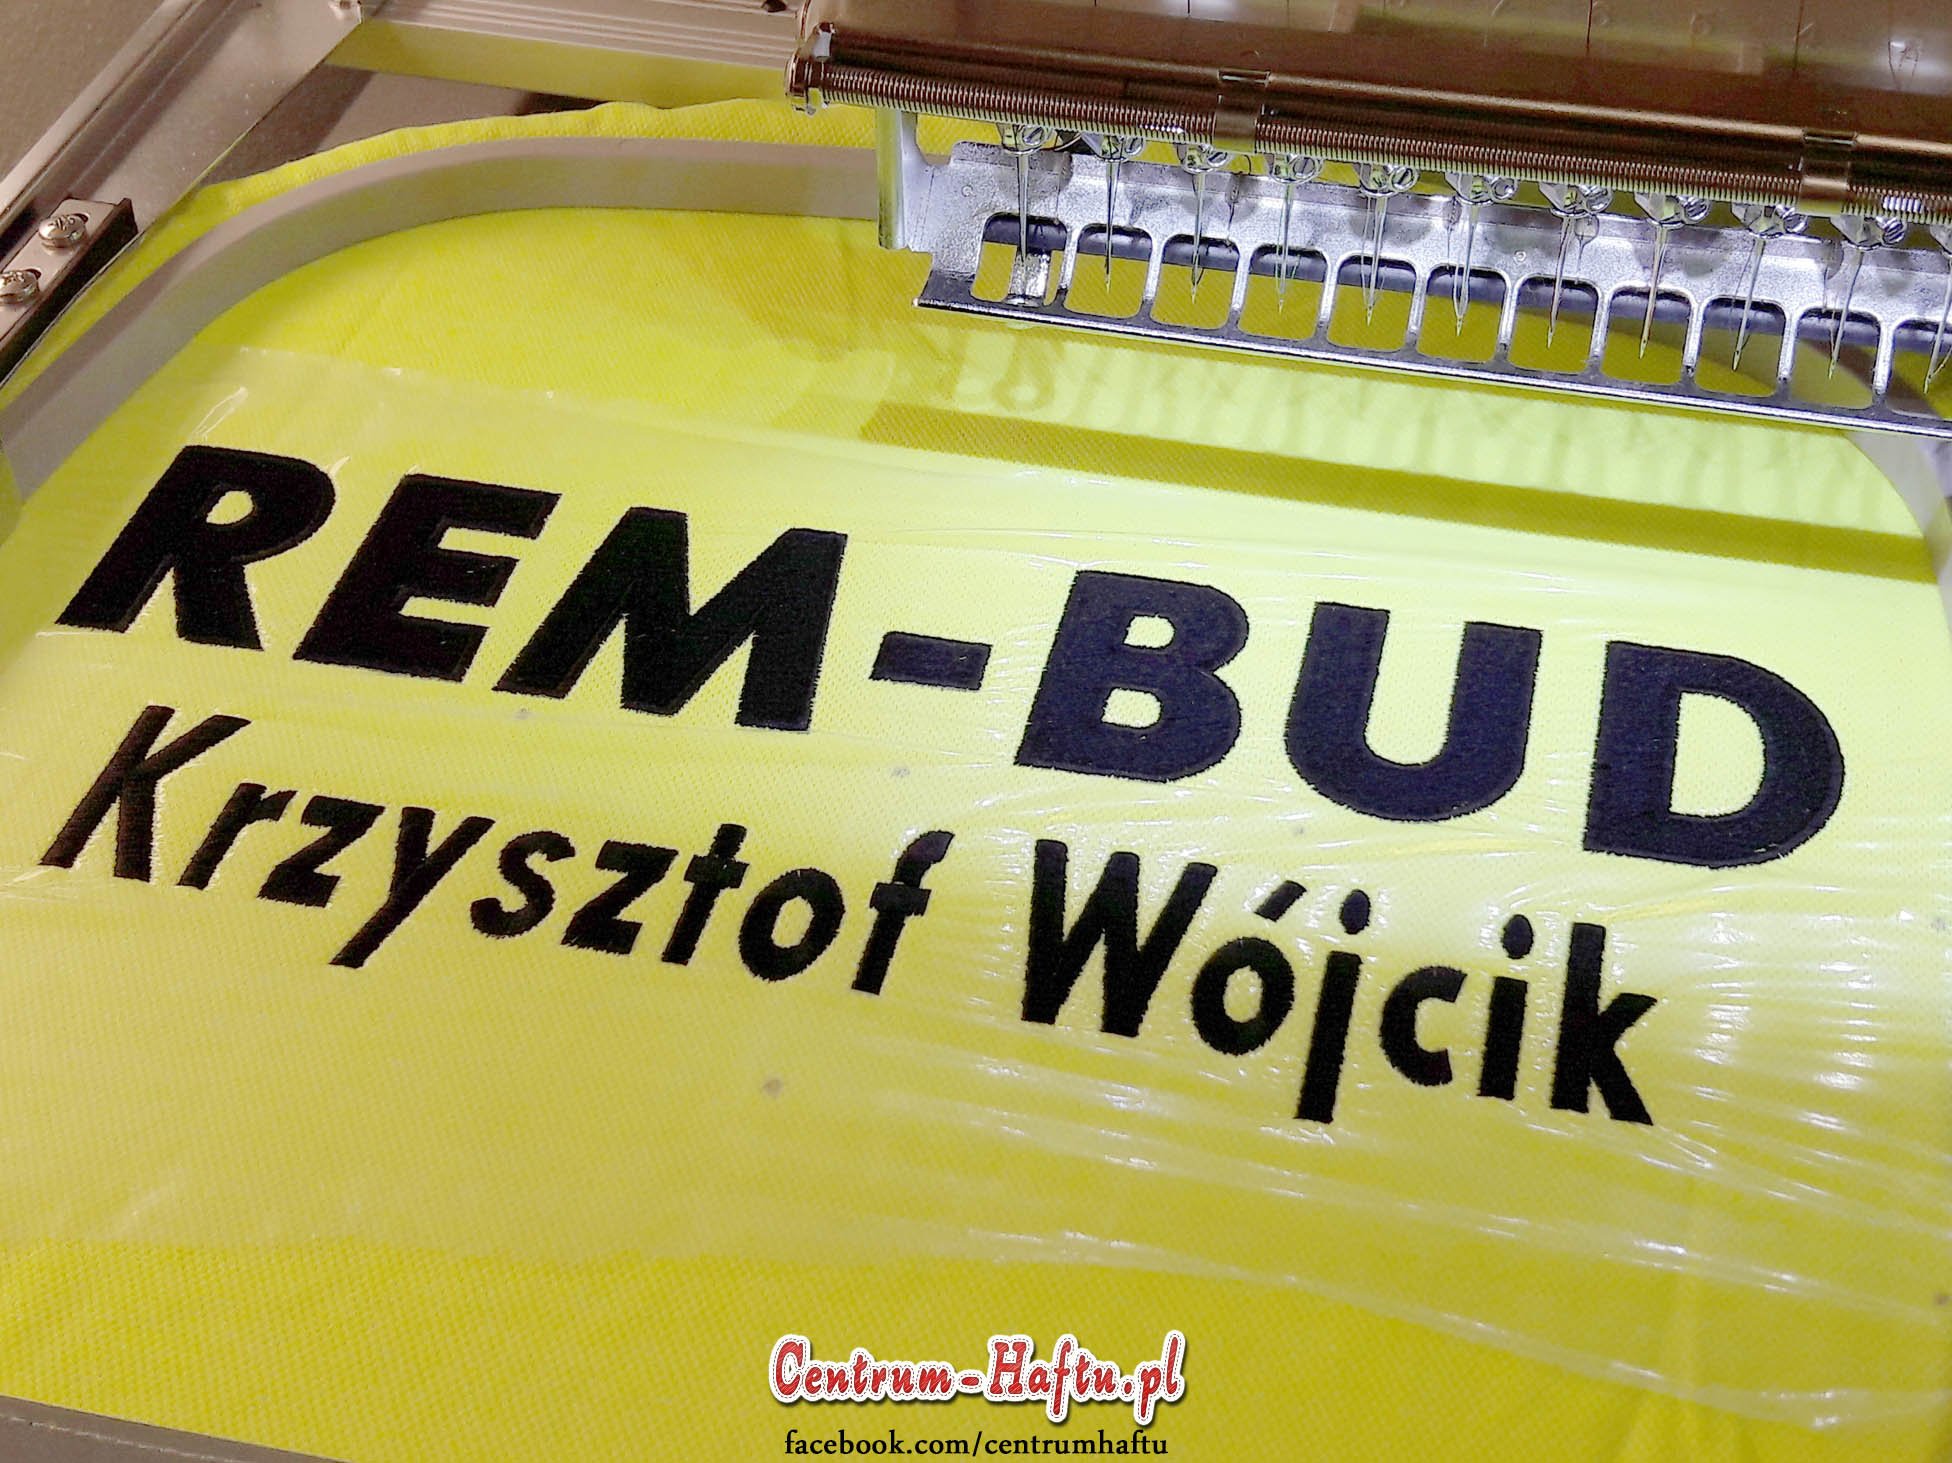 REM-BUD
Krzysztof Wójcik
Centrum-Haftu.pl
facebook.com/centrumhaftu